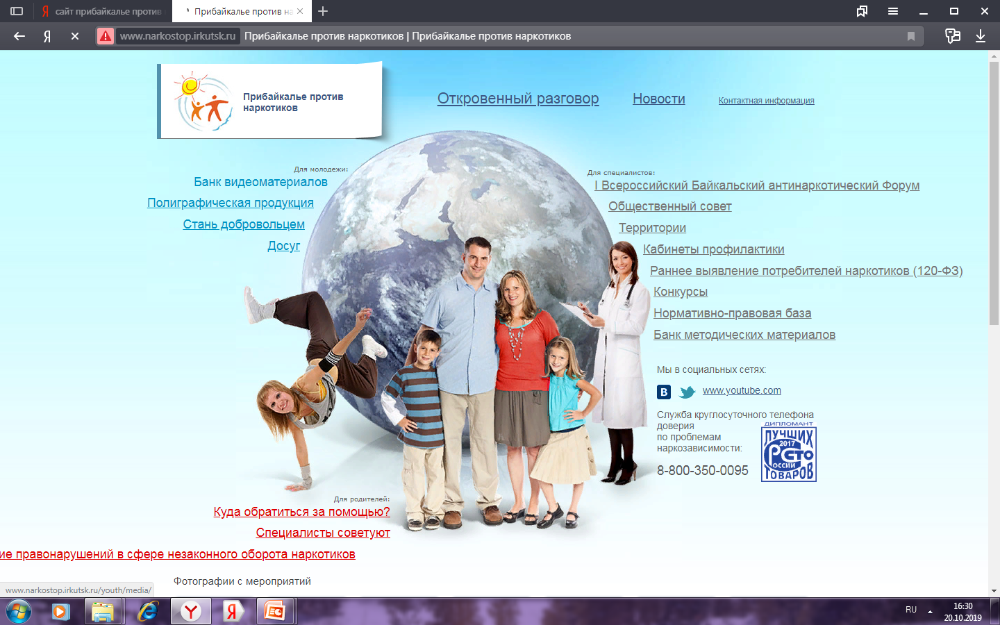 сайт прибайкалье против
Прибайкалье против на
www.narkostop.irkutsk.ru Прибайкалье против наркотиков | Прибайкалье против наркотиков
Прибайкалье против
наркотиков
Откровенный разговор
Новости
Контактная информация
Для молодежи:
Банк видеоматериалов
Полиграфическая продукция
Стань добровольцем
Досуг
Для специалистов:
I Всероссийский Байкальский антинаркотический Форум
Общественный совет
Территории
Кабинеты профилактики
Раннее выявление потребителей наркотиков (120-ФЗ)
Конкурсы
Нормативно-правовая база
Банк методических материалов
Мы в социальных сетях:
www.youtube.com
Служба круглосуточного телефона
доверия
по проблемам
наркозависимости:
8-800-350-0095
ДИПЛОМАНТ
ЛУЧШИХ
2017
СТО
РОССИИ
ТОВАРОВ
Для родителей:
Куда обратиться за помощью?
Специалисты советуют
ие правонарушений в сфере незаконного оборота наркотиков
Фотографии с мероприятий
www.narkostop.irkutsk.ru/youth/media/
RU
16:30
20.10.2019